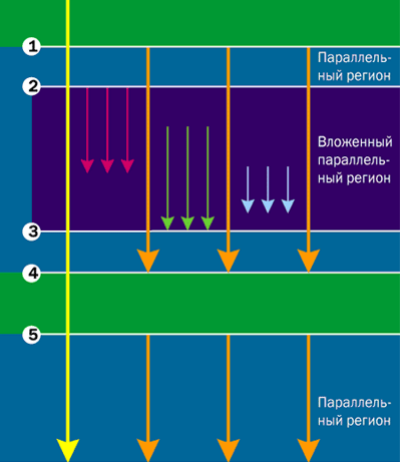 1
Параллель-
ный регион
2
Вложенный
параллель-
ный регион
3
4
5
Параллель-
ный регион